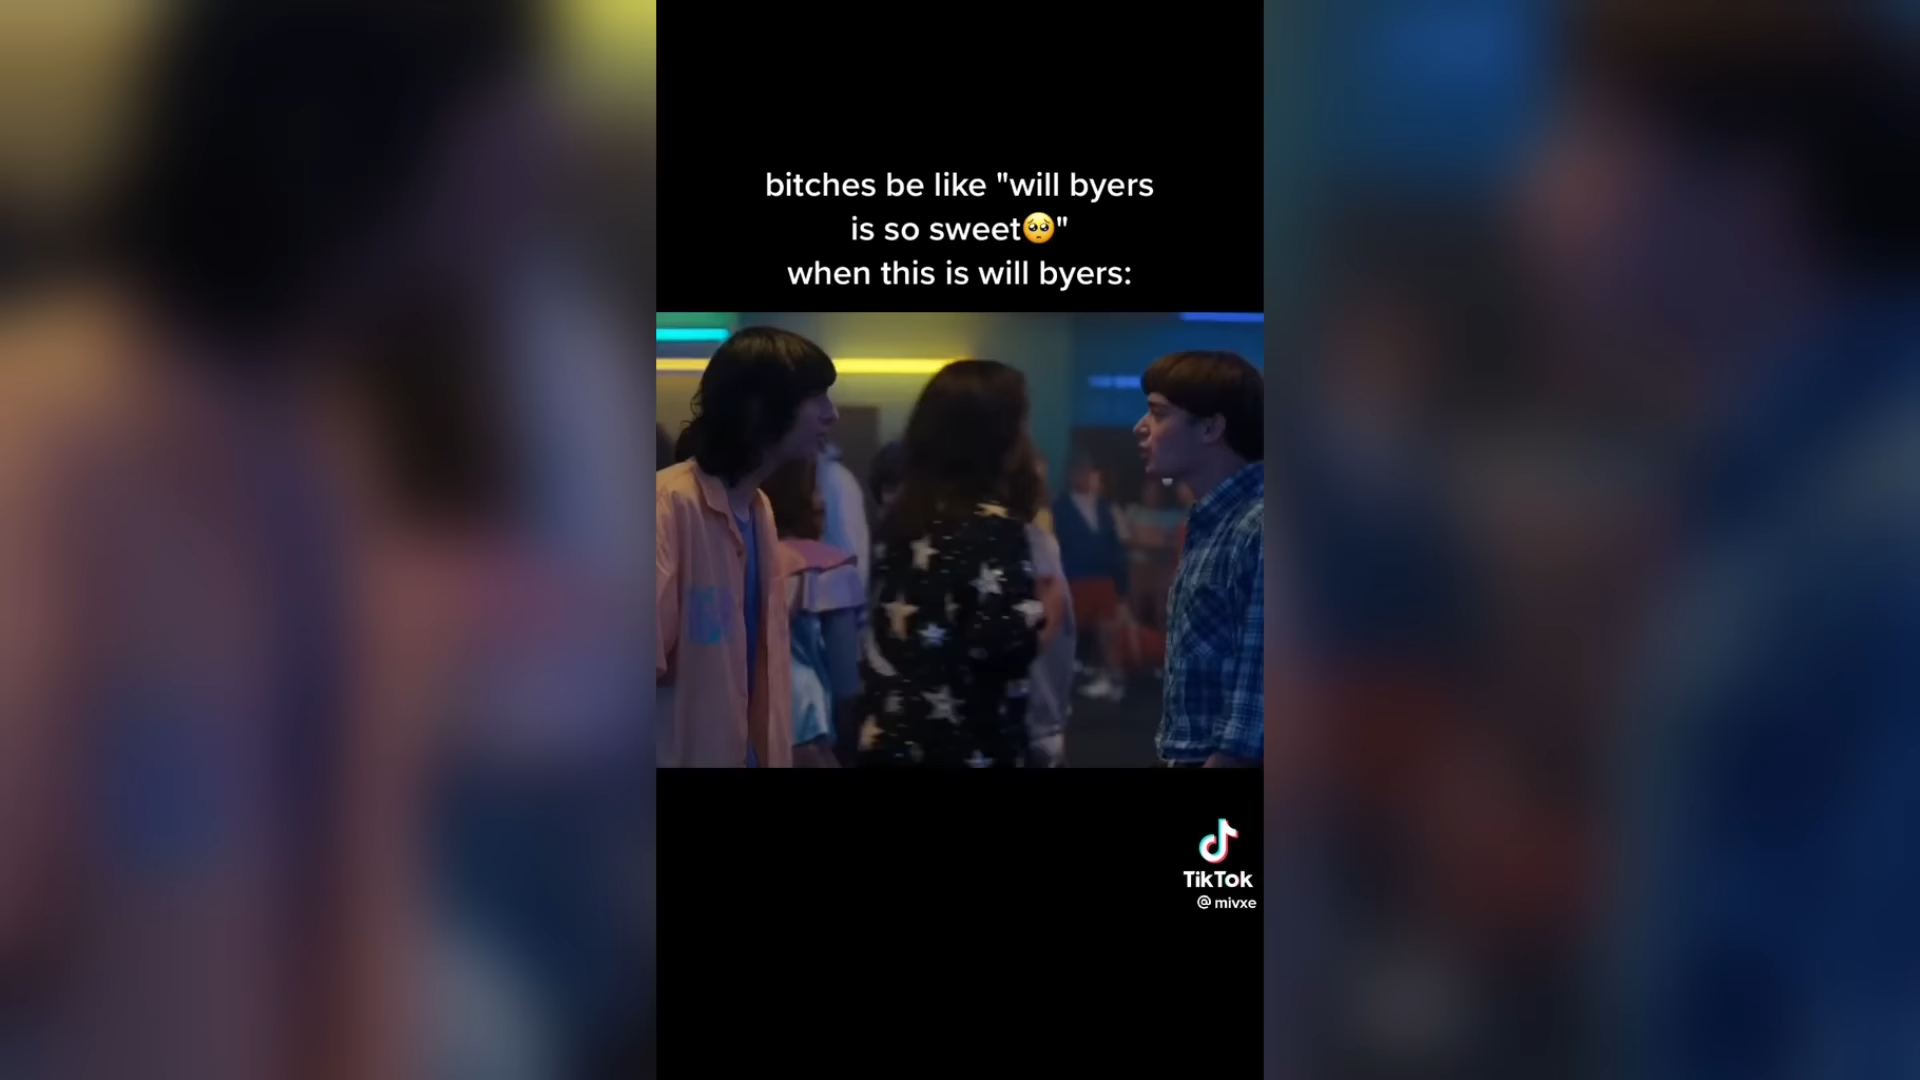 bitches be like "will byers
is so sweet🥺"
when this is will byers:
TikTok
@mivxe